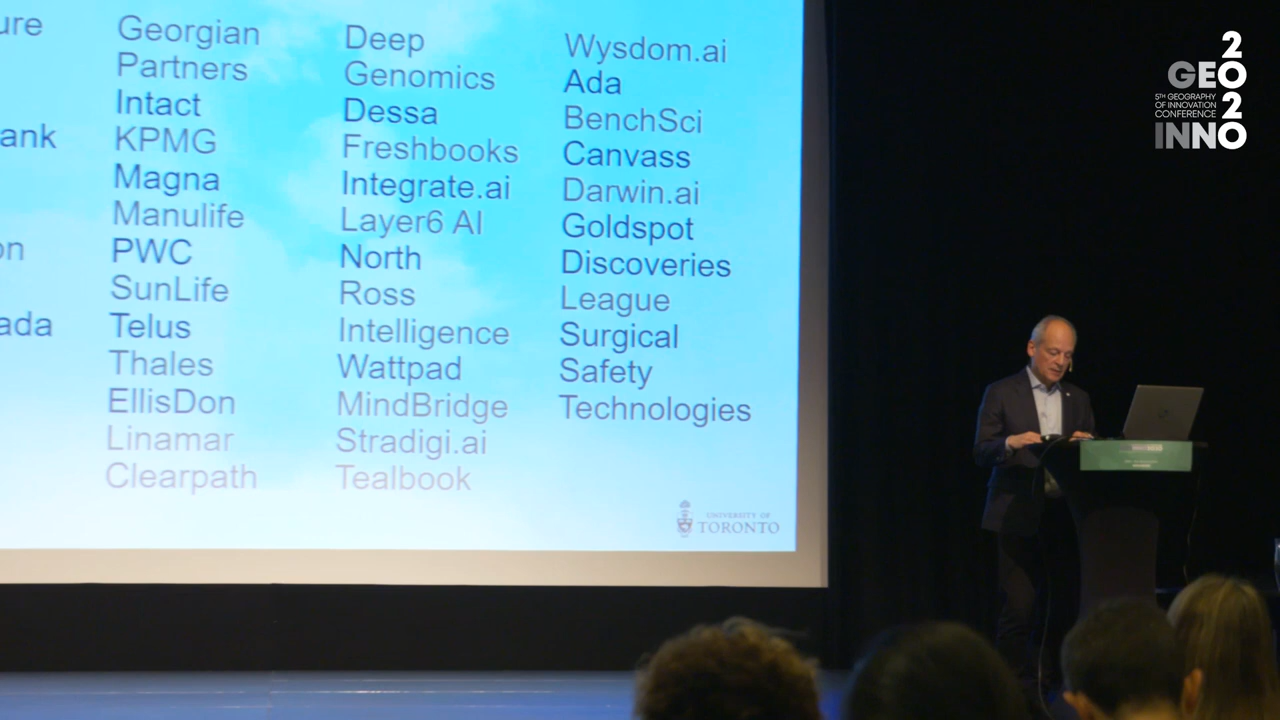 ure
ank
on
ada
Georgian
Partners
Intact
KPMG
Magna
Manulife
PWC
SunLife
Telus
Thales
EllisDon
Linamar
Clearpath
Deep
Genomics
Dessa
Freshbooks
Integrate.ai
Layer6 AI
North
Ross
Intelligence
Wattpad
MindBridge
Stradigi.ai
Tealbook
Wysdom.ai
Ada
BenchSci
Canvass
Darwin.ai
Goldspot
Discoveries
League
Surgical
Safety
Technologies
UNIVERSITY OF
TORONTO
2
GEO
5TH GEOGRAPHY
OF INNOVATION
CONFERENCE
2
INNO